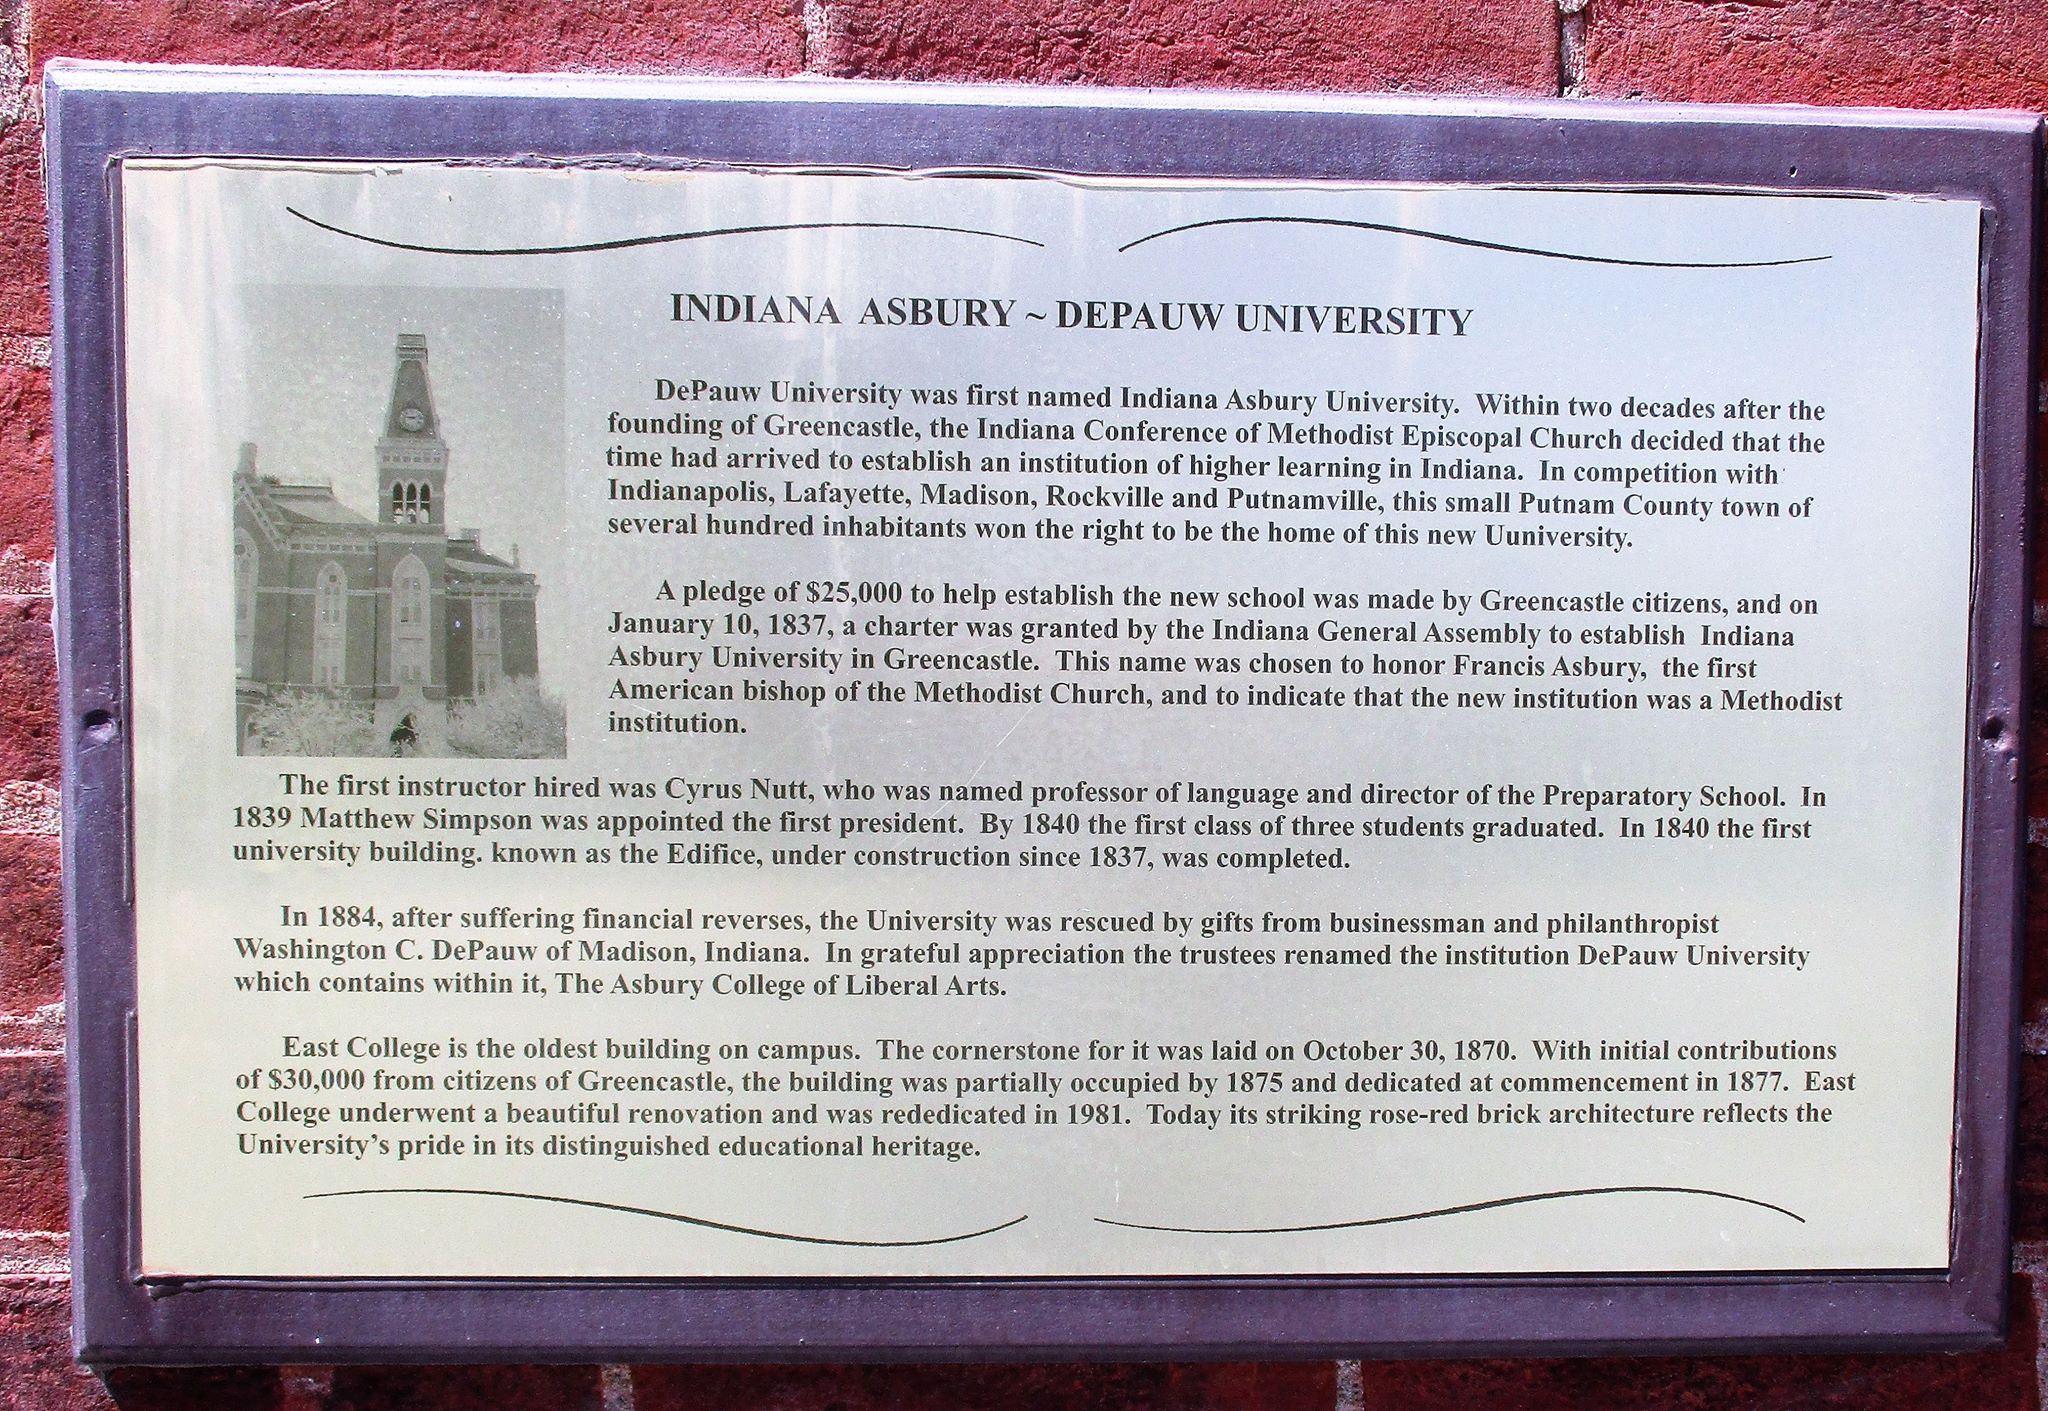 INDIANA ASBURY ~ DEPAUW UNIVERSITY
DePauw University was first named Indiana Asbury University. Within two decades after the
founding of Greencastle, the Indiana Conference of Methodist Episcopal Church decided that the
time had arrived to establish an institution of higher learning in Indiana. In competition with
Indianapolis, Lafayette, Madison, Rockville and Putnamville, this small Putnam County town of
several hundred inhabitants won the right to be the home of this new Uuniversity.
A pledge of $25,000 to help establish the new school was made by Greencastle citizens, and on
January 10, 1837, a charter was granted by the Indiana General Assembly to establish Indiana
Asbury University in Greencastle. This name was chosen to honor Francis Asbury, the first
American bishop of the Methodist Church, and to indicate that the new institution was a Methodist
institution.
The first instructor hired was Cyrus Nutt, who was named professor of language and director of the Preparatory School. In
1839 Matthew Simpson was appointed the first president. By 1840 the first class of three students graduated. In 1840 the first
university building. known as the Edifice, under construction since 1837, was completed.
In 1884, after suffering financial reverses, the University was rescued by gifts from businessman and philanthropist
Washington C. DePauw of Madison, Indiana. In grateful appreciation the trustees renamed the institution DePauw University
which contains within it, The Asbury College of Liberal Arts.
East College is the oldest building on campus. The cornerstone for it was laid on October 30, 1870. With initial contributions
of $30,000 from citizens of Greencastle, the building was partially occupied by 1875 and dedicated at commencement in 1877. East
College underwent a beautiful renovation and was rededicated in 1981. Today its striking rose-red brick architecture reflects the
University’s pride in its distinguished educational heritage.